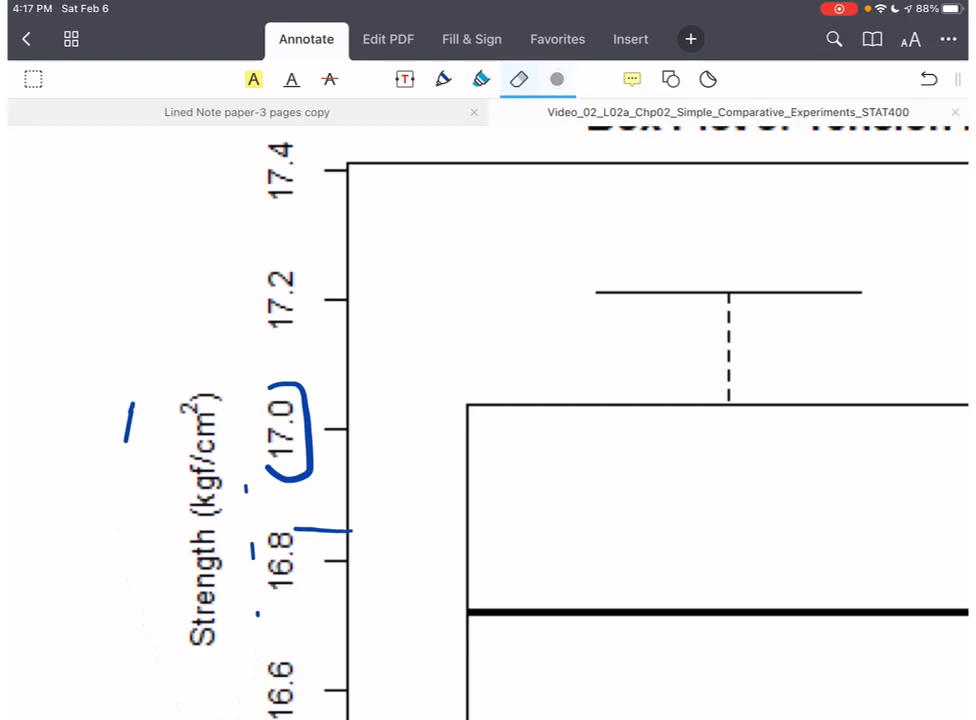 4:17 PM Sat Feb 6
88%
Annotate Edit PDF Fill & Sign Favorites Insert
Lined Note paper-3 pages copy
Video_02_L02a_Chp02_Simple_Comparative_Experiments_STAT400
17.4
17.2
17.0
16.8
16.6
Strength (kgf/cm²)